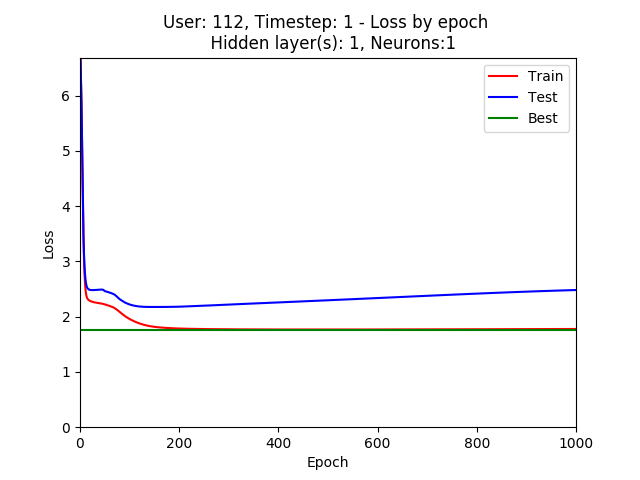 User: 112, Timestep: 1 - Loss by epoch
Hidden layer(s): 1, Neurons:1
Train
Test
Best
6
5
4
3
2
1
0
Loss
0 200 400 600 800 1000
Epoch